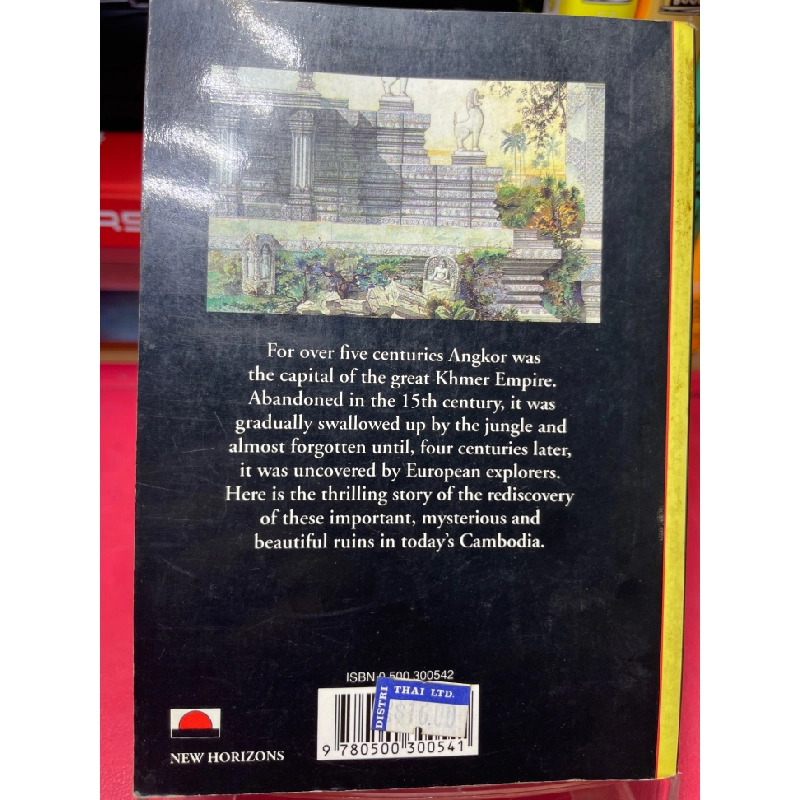 For over five centuries Angkor was
the capital of the great Khmer Empire.
Abandoned in the 15th century, it was
gradually swallowed up by the jungle and
almost forgotten until, four centuries later,
it was uncovered by European explorers.
Here is the thrilling story of the rediscovery
of these important, mysterious and
beautiful ruins in today's Cambodia.
ISBN 0 500 300542
DISTRI THAI LTD.
$16.00
9 780500 300541
NEW HORIZONS